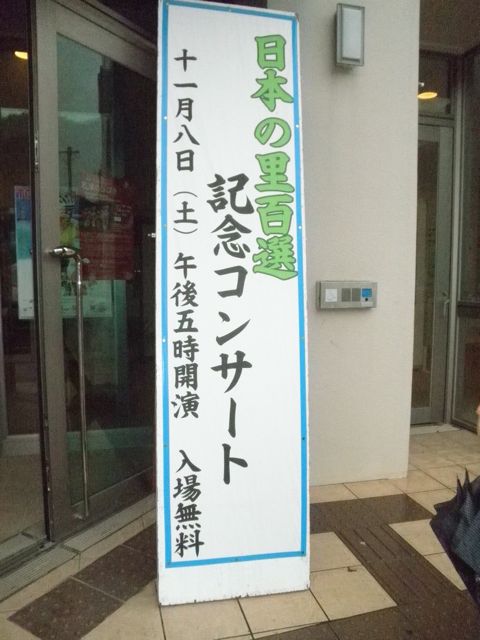 日本の里百選
記念コンサート
十一月八日(土)午後五時開演 入場無料